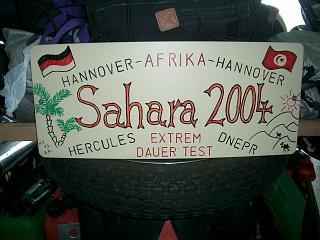 HANNOVER-AFRIKA-HANNOVER
Sahara 2004
HERCULES EXTREM DNEPR
DAUER TEST